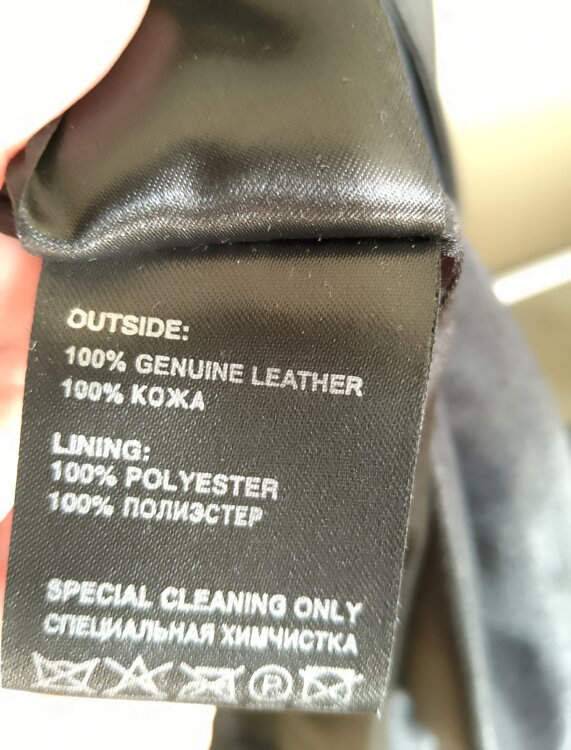 OUTSIDE:
100% GENUINE LEATHER
100% КОЖА
LINING:
100% POLYESTER
100% ПОЛИЭСТЕР
SPECIAL CLEANING ONLY
СПЕЦИАЛЬНАЯ ХИМЧИСТКА
P